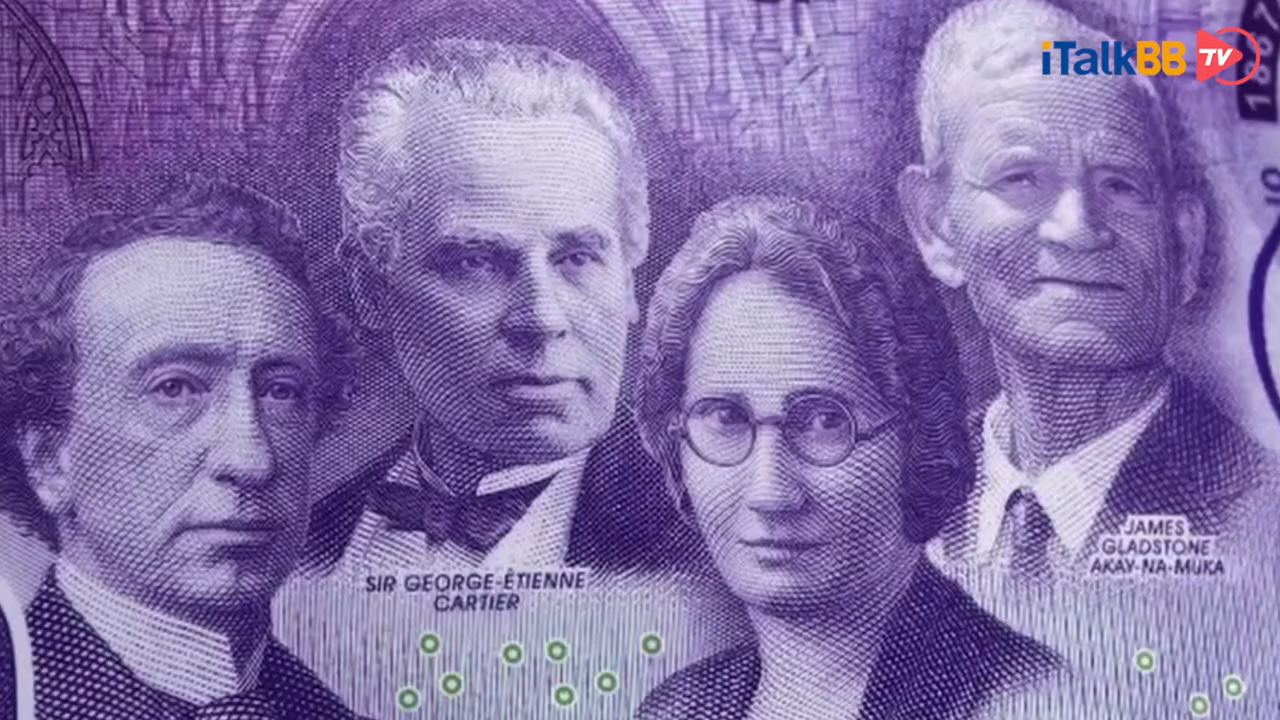 iTalkBB TV
SIR GEORGE-ÉTIENNE
CARTIER
JAMES
GLADSTONE
AKAY-NA-MUKA